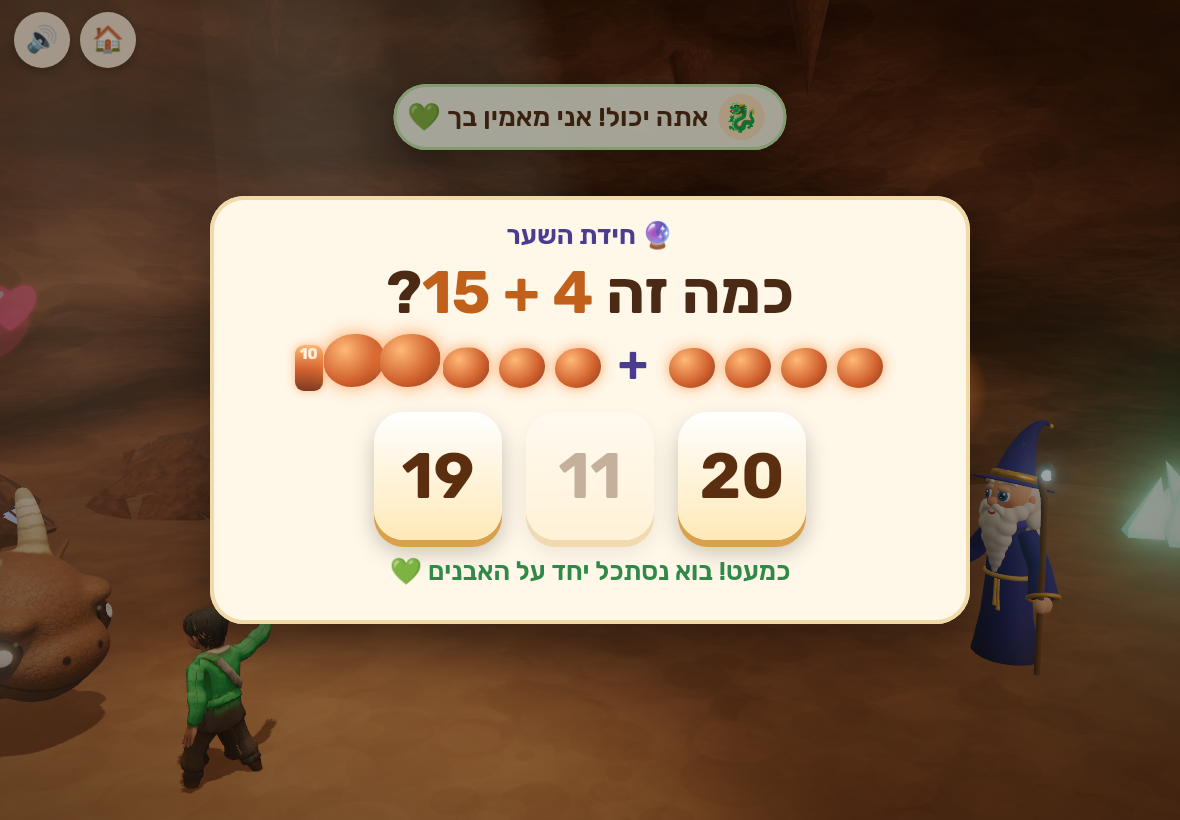 אתה יכול! אני מאמין בך 💚
🔮 חידת השער
כמה זה 4 + 15?
10 +
19 11 20
כמעט! בוא נסתכל יחד על האבנים 💚